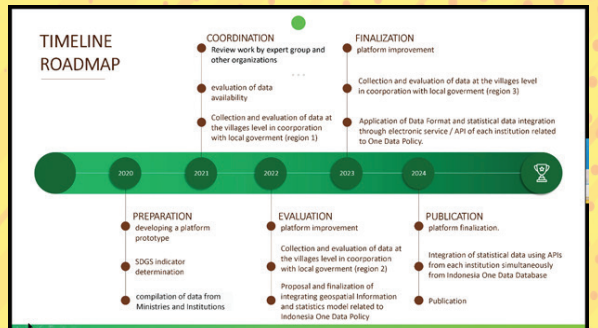 TIMELINE
ROADMAP
COORDINATION
Review work by expert group and
other organizations
evaluation of data
availability
Collection and evaluation of data at
the villages level in coorporation
with local goverment (region 1)
FINALIZATION
platform improvement
Collection and evaluation of data at the villages level
in coorporation with local goverment (region 3)
Application of Data Format and statistical data integration
through electronic service / API of each institution related
to One Data Policy.
2020
2021
2022
2023
2024
PREPARATION
developing a platform
prototype
SDGS indicator
determination
compilation of data from
Ministries and Institutions
EVALUATION
platform improvement
Collection and evaluation of data at
the villages level in coorporation
with local goverment (region 2)
Proposal and finalization of
integrating geospatial Information
and statistics model related to
Indonesia One Data Policy
PUBLICATION
platform finalization.
Integration of statistical data using APIs
from each institution simultaneously
from Indonesia One Data Database
Publication